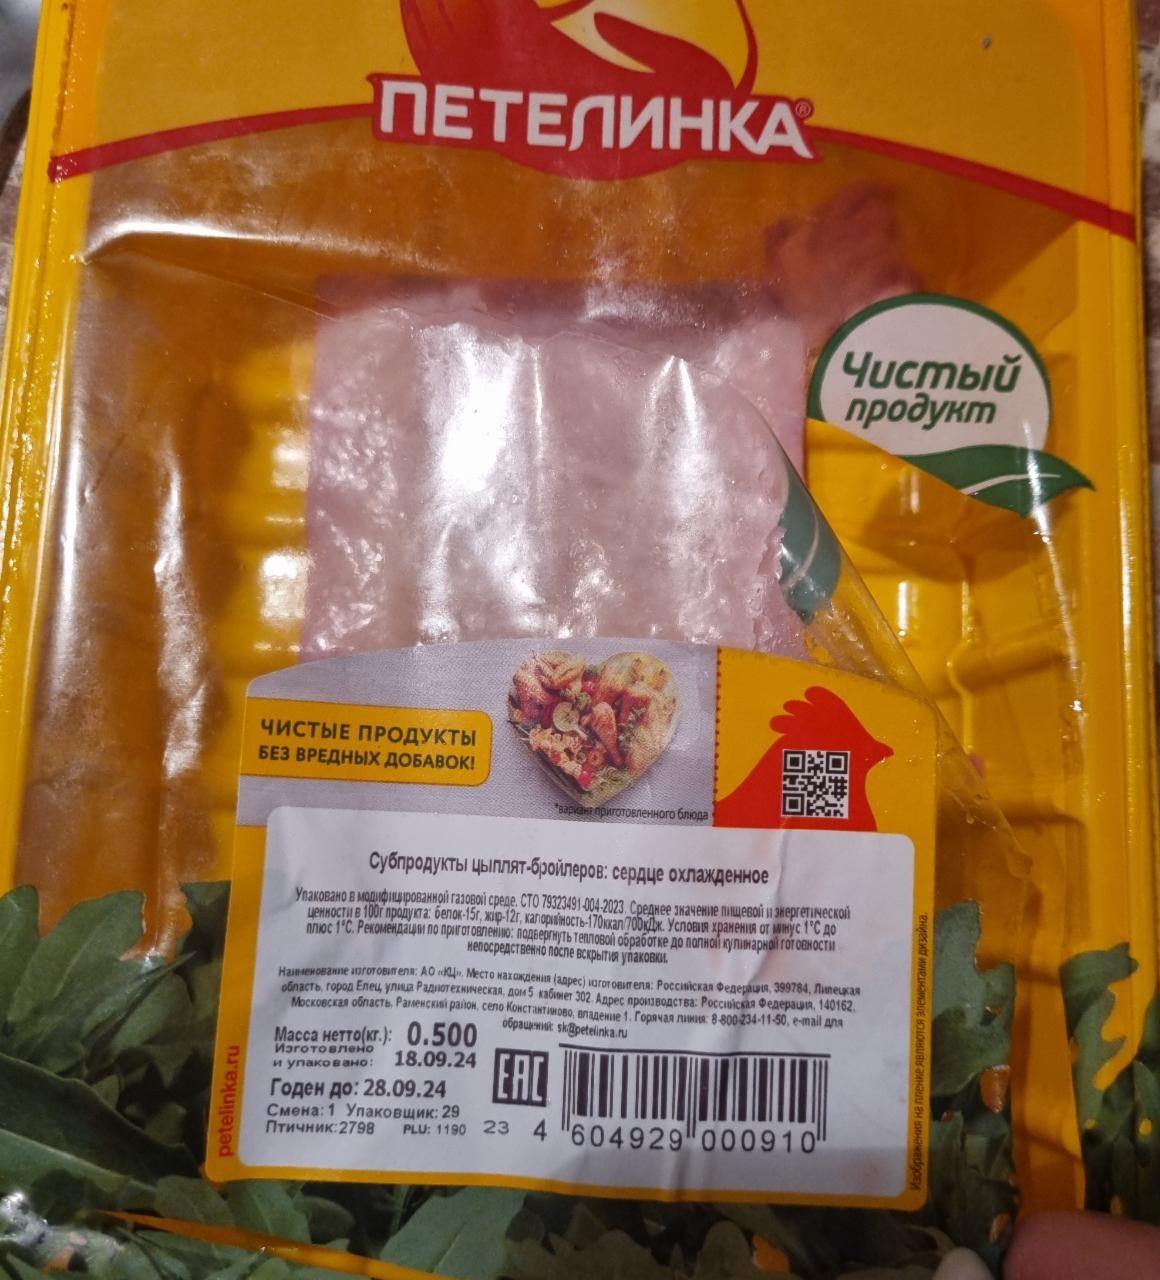 ПЕТЕЛИНКА®
Чистый
продукт
ЧИСТЫЕ ПРОДУКТЫ
БЕЗ ВРЕДНЫХ ДОБАВОК!
*вариант приготовленного блюда
Субпродукты цыплят-бройлеров: сердце охлажденное
Упаковано в модифицированной газовой среде. СТО 79323491-004-2023. Среднее значение пищевой и энергетической
ценности в 100г продукта: белок-15г, жир-12г, калорийность-170ккал/700кДж. Условия хранения от минус 1°С до
плюс 1°С. Рекомендации по приготовлению: подвергнуть тепловой обработке до полной кулинарной готовности
непосредственно после вскрытия упаковки.
Наименование изготовителя: АО «КЦ». Место нахождения (адрес) изготовителя: Российская Федерация, 399784, Липецкая
область, город Елец, улица Радиотехническая, дом 5 кабинет 302. Адрес производства: Российская Федерация, 140162,
Московская область, Раменский район, село Константиново, владение 1. Горячая линия: 8-800-234-11-50, e-mail для
обращений: sk@petelinka.ru
Масса нетто(кг.): 0.500
Изготовлено
и упаковано: 18.09.24
Годен до: 28.09.24
Смена: 1 Упаковщик: 29
Птичник: 2798 PLU: 1190 23
EAC
4 604929 000910
petelinka.ru
Изображения на пленке являются элементами дизайна.